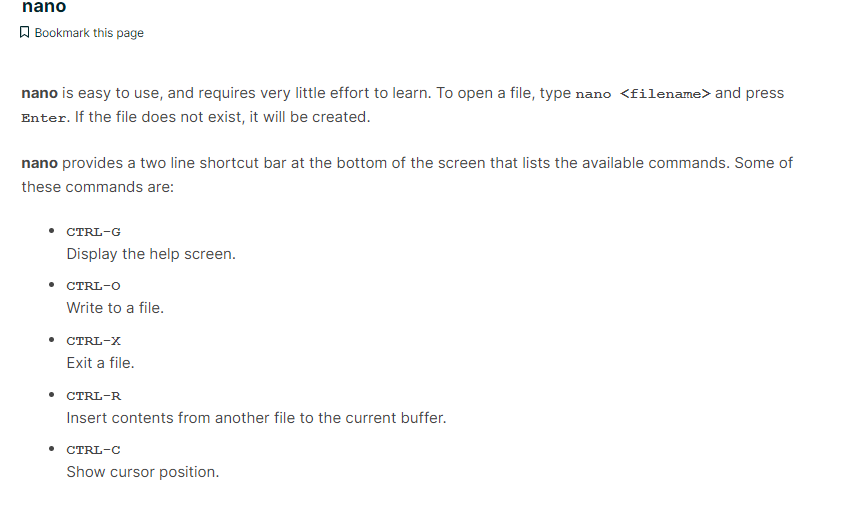 nano
Bookmark this page
nano is easy to use, and requires very little effort to learn. To open a file, type nano <filename> and press
Enter. If the file does not exist, it will be created.
nano provides a two line shortcut bar at the bottom of the screen that lists the available commands. Some of
these commands are:
• CTRL-G
Display the help screen.
• CTRL-O
Write to a file.
• CTRL-X
Exit a file.
• CTRL-R
Insert contents from another file to the current buffer.
• CTRL-C
Show cursor position.